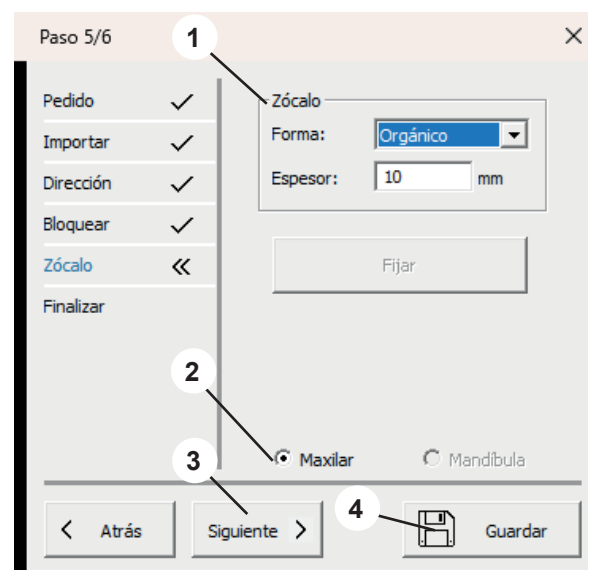 Paso 5/6
1
Pedido
Importar
Dirección
Bloquear
Zócalo
Finalizar
Zócalo
Forma: Orgánico
Espesor: 10 mm
Fijar
2
Maxilar Mandíbula
3
4
Atrás Siguiente Guardar